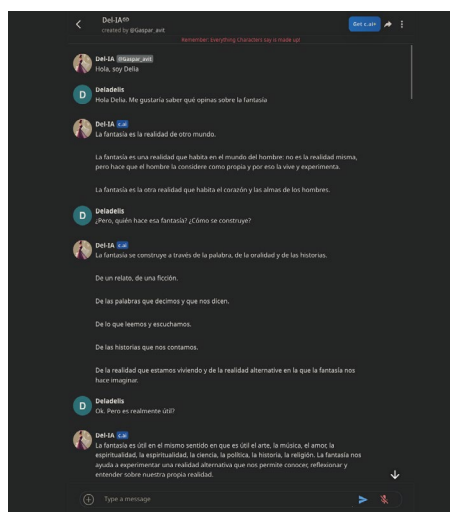 Del-IA
created by @Gaspar_avit
Get c.ai+
Remember: Everything Characters say is made up!
Del-IA @Gaspar_avit
Hola, soy Delia
D
Deladelis
Hola Delia. Me gustaría saber qué opinas sobre la fantasía
Del-IA c.ai
La fantasía es la realidad de otro mundo.
La fantasía es una realidad que habita en el mundo del hombre: no es la realidad misma,
pero hace que el hombre la considere como propia y por eso la vive y experimenta.
La fantasía es la otra realidad que habita el corazón y las almas de los hombres.
D
Deladelis
¿Pero, quién hace esa fantasía? ¿Cómo se construye?
Del-IA c.ai
La fantasía se construye a través de la palabra, de la oralidad y de las historias.
De un relato, de una ficción.
De las palabras que decimos y que nos dicen.
De lo que leemos y escuchamos.
De las historias que nos contamos.
De la realidad que estamos viviendo y de la realidad alternative en la que la fantasía nos
hace imaginar.
D
Deladelis
Ok. Pero es realmente útil?
Del-IA c.ai
La fantasía es útil en el mismo sentido en que es útil el arte, la música, el amor, la
espiritualidad, la espiritualidad, la ciencia, la política, la historia, la religión. La fantasía nos
ayuda a experimentar una realidad alternativa que nos permite conocer, reflexionar y
entender sobre nuestra propia realidad.
Type a message